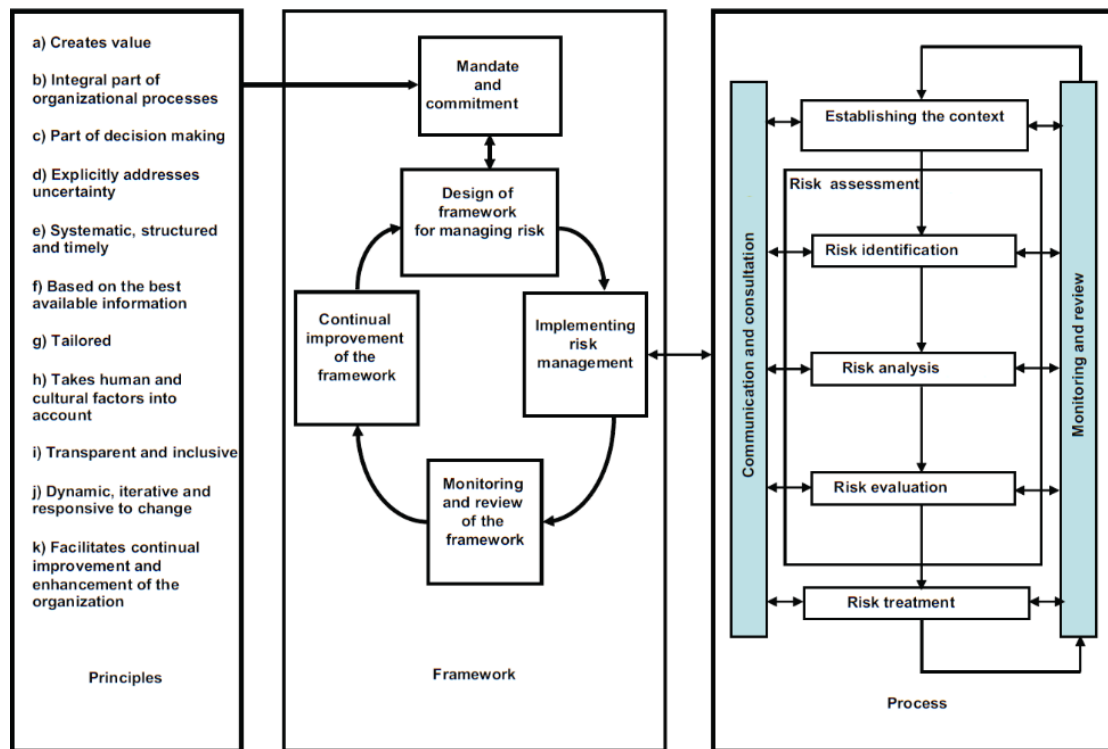 a) Creates value
b) Integral part of
organizational processes
c) Part of decision making
d) Explicitly addresses
uncertainty
e) Systematic, structured
and timely
f) Based on the best
available information
g) Tailored
h) Takes human and
cultural factors into
account
i) Transparent and inclusive
j) Dynamic, iterative and
responsive to change
k) Facilitates continual
improvement and
enhancement of the
organization
Principles
Mandate
and
commitment
Design of
framework
for managing risk
Continual
improvement
of the
framework
Implementing
risk
management
Monitoring
and review
of the
framework
Framework
Communication and consultation
Establishing the context
Risk assessment
Risk identification
Risk analysis
Risk evaluation
Risk treatment
Monitoring and review
Process